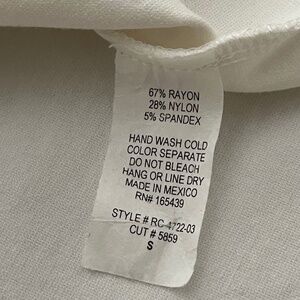 67% RAYON
28% NYLON
5% SPANDEX
HAND WASH COLD
COLOR SEPARATE
DO NOT BLEACH
HANG OR LINE DRY
MADE IN MEXICO
RN# 165439
STYLE # RC 4722-03
CUT # 5859
S